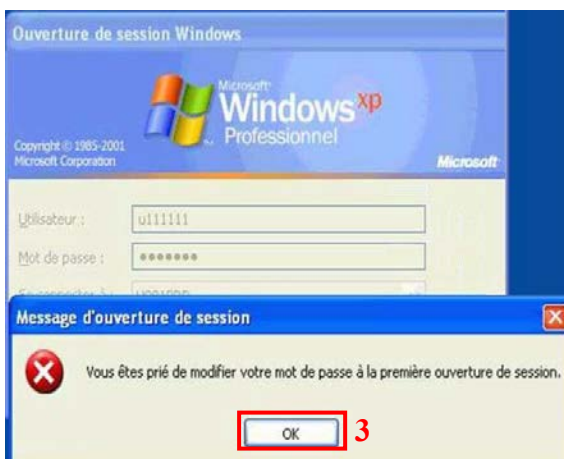 Ouverture de session Windows
Microsoft
Windows xp
Professionnel
Copyright © 1985-2001
Microsoft Corporation
Microsoft
Utilisateur :
u111111
Mot de passe :
Message d'ouverture de session
Vous êtes prié de modifier votre mot de passe à la première ouverture de session.
OK
3